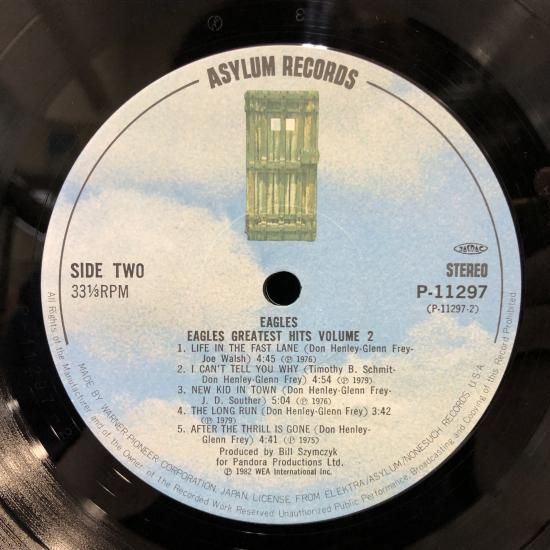 ASYLUM RECORDS
JASRAC
SIDE TWO
33⅓RPM
STEREO
P-11297
(P-11297-2)
EAGLES
EAGLES GREATEST HITS VOLUME 2
1. LIFE IN THE FAST LANE (Don Henley-Glenn Frey-
Joe Walsh) 4:45 (℗ 1976)
2. I CAN'T TELL YOU WHY (Timothy B. Schmit-
Don Henley-Glenn Frey) 4:54 (℗ 1979)
3. NEW KID IN TOWN (Don Henley-Glenn Frey-
J. D. Souther) 5:04 (℗ 1976)
4. THE LONG RUN (Don Henley-Glenn Frey) 3:42
(℗ 1979)
5. AFTER THE THRILL IS GONE (Don Henley-
Glenn Frey) 4:41 (℗ 1975)
Produced by Bill Szymczyk
for Pandora Productions Ltd.
℗ 1982 WEA International Inc.
MADE BY WARNER-PIONEER CORPORATION, JAPAN, LICENSE FROM ELEKTRA/ASYLUM/NONESUCH RECORDS, U.S.A.
All Rights of the Manufacturer and of the Owner of the Recorded Work Reserved Unauthorized Public Performance, Broadcasting and Copying of this Record Prohibited